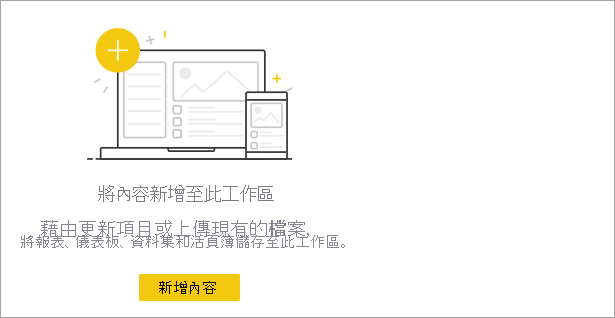 將內容新增至此工作區
藉由更新項目或上傳現有的檔案,
將報表、儀表板、資料集和活頁簿儲存至此工作區。
新增內容